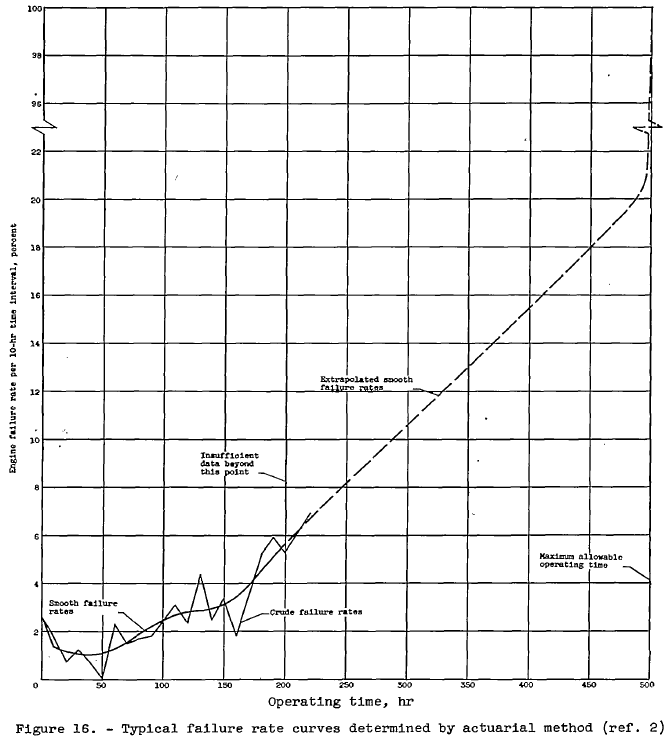 100
98
96
22
20
18
16
14
12
10
8
6
4
2
0
Engine failure rate per 10-hr time interval, percent
Extrapolated smooth
failure rates
Insufficient
data beyond
this point
Maximum allowable
operating time
Smooth failure
rates
Crude failure rates
50
100
150
200
250
300
350
400
450
500
Operating time, hr
Figure 16. - Typical failure rate curves determined by actuarial method (ref. 2)